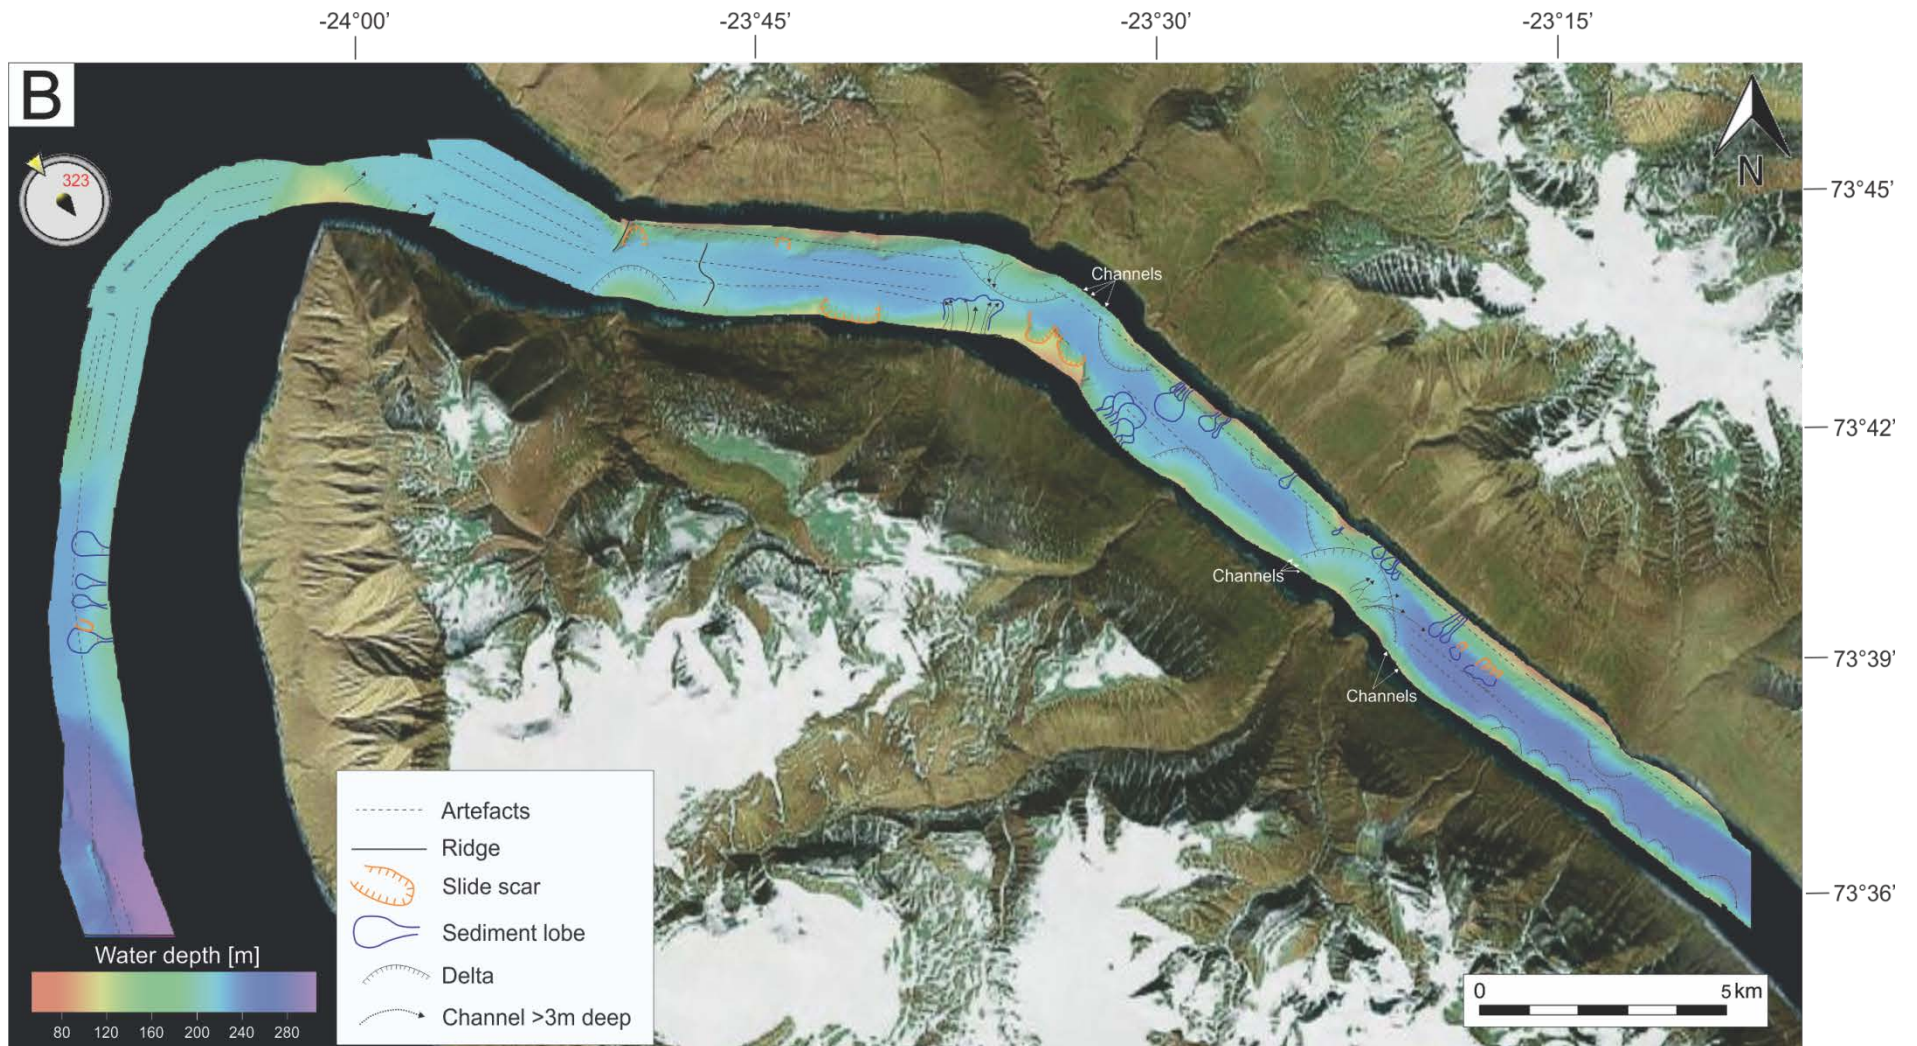 -24°00' -23°45' -23°30' -23°15'
B
323
N
73°45'
Channels
73°42'
Channels
73°39'
Channels
73°36'
Artefacts
Ridge
Slide scar
Sediment lobe
Delta
Channel >3m deep
Water depth [m]
80 120 160 200 240 280
0 5 km